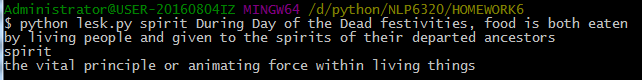 Administrator@USER-20160804IZ MINGW64 /d/python/NLP6320/HOMEWORK6
$ python lesk.py spirit During Day of the Dead festivities, food is both eaten
by living people and given to the spirits of their departed ancestors
spirit
the vital principle or animating force within living things